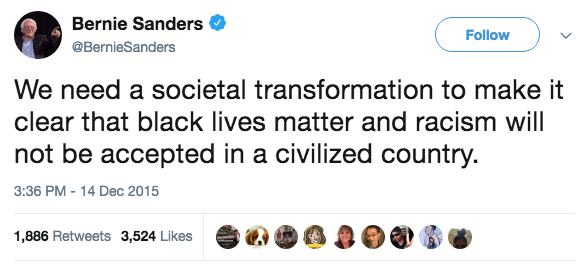 Bernie Sanders
@BernieSanders
Follow
We need a societal transformation to make it
clear that black lives matter and racism will
not be accepted in a civilized country.
3:36 PM - 14 Dec 2015
1,886 Retweets 3,524 Likes